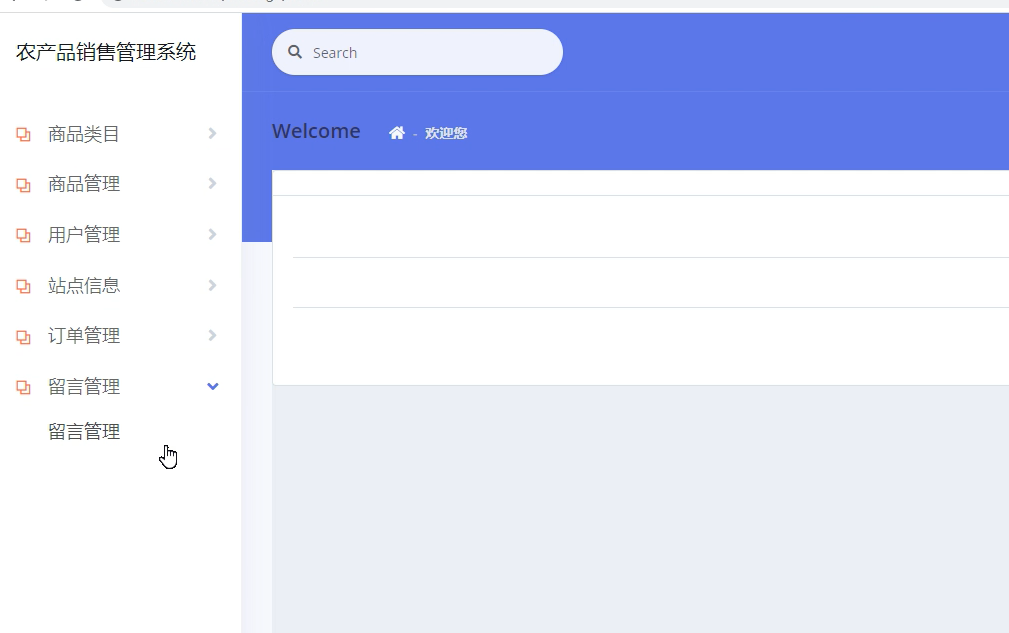 农产品销售管理系统
Search
Welcome - 欢迎您
商品类目
商品管理
用户管理
站点信息
订单管理
留言管理
留言管理